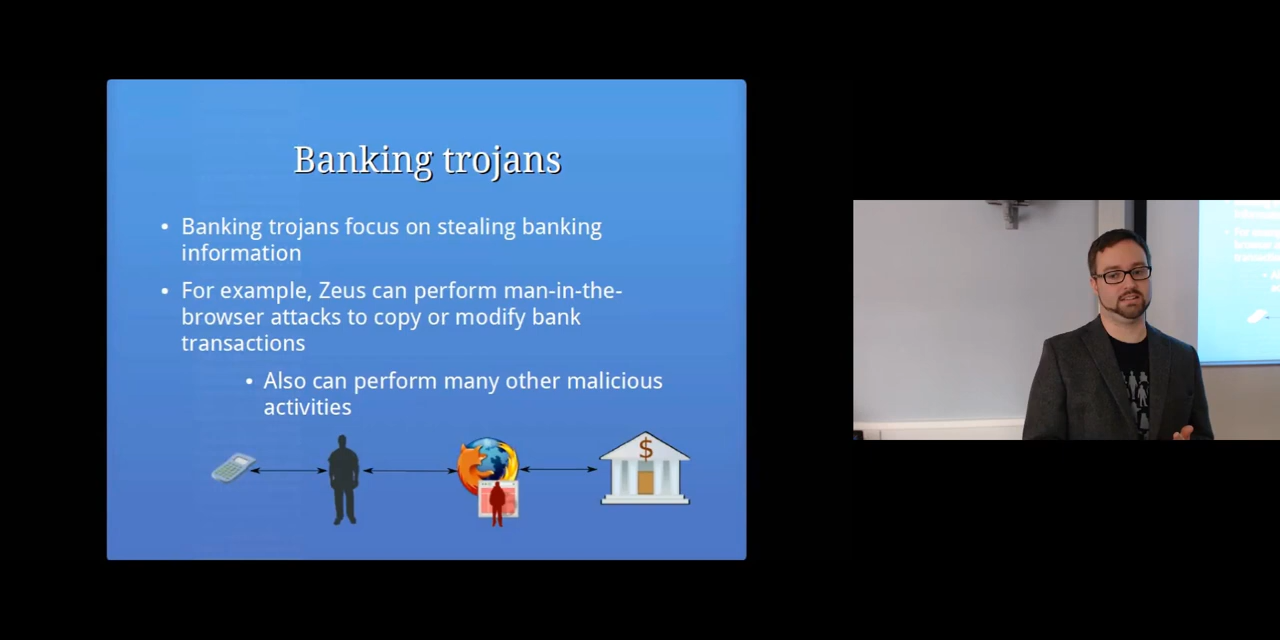 Banking trojans
• Banking trojans focus on stealing banking
information
• For example, Zeus can perform man-in-the-
browser attacks to copy or modify bank
transactions
• Also can perform many other malicious
activities
$